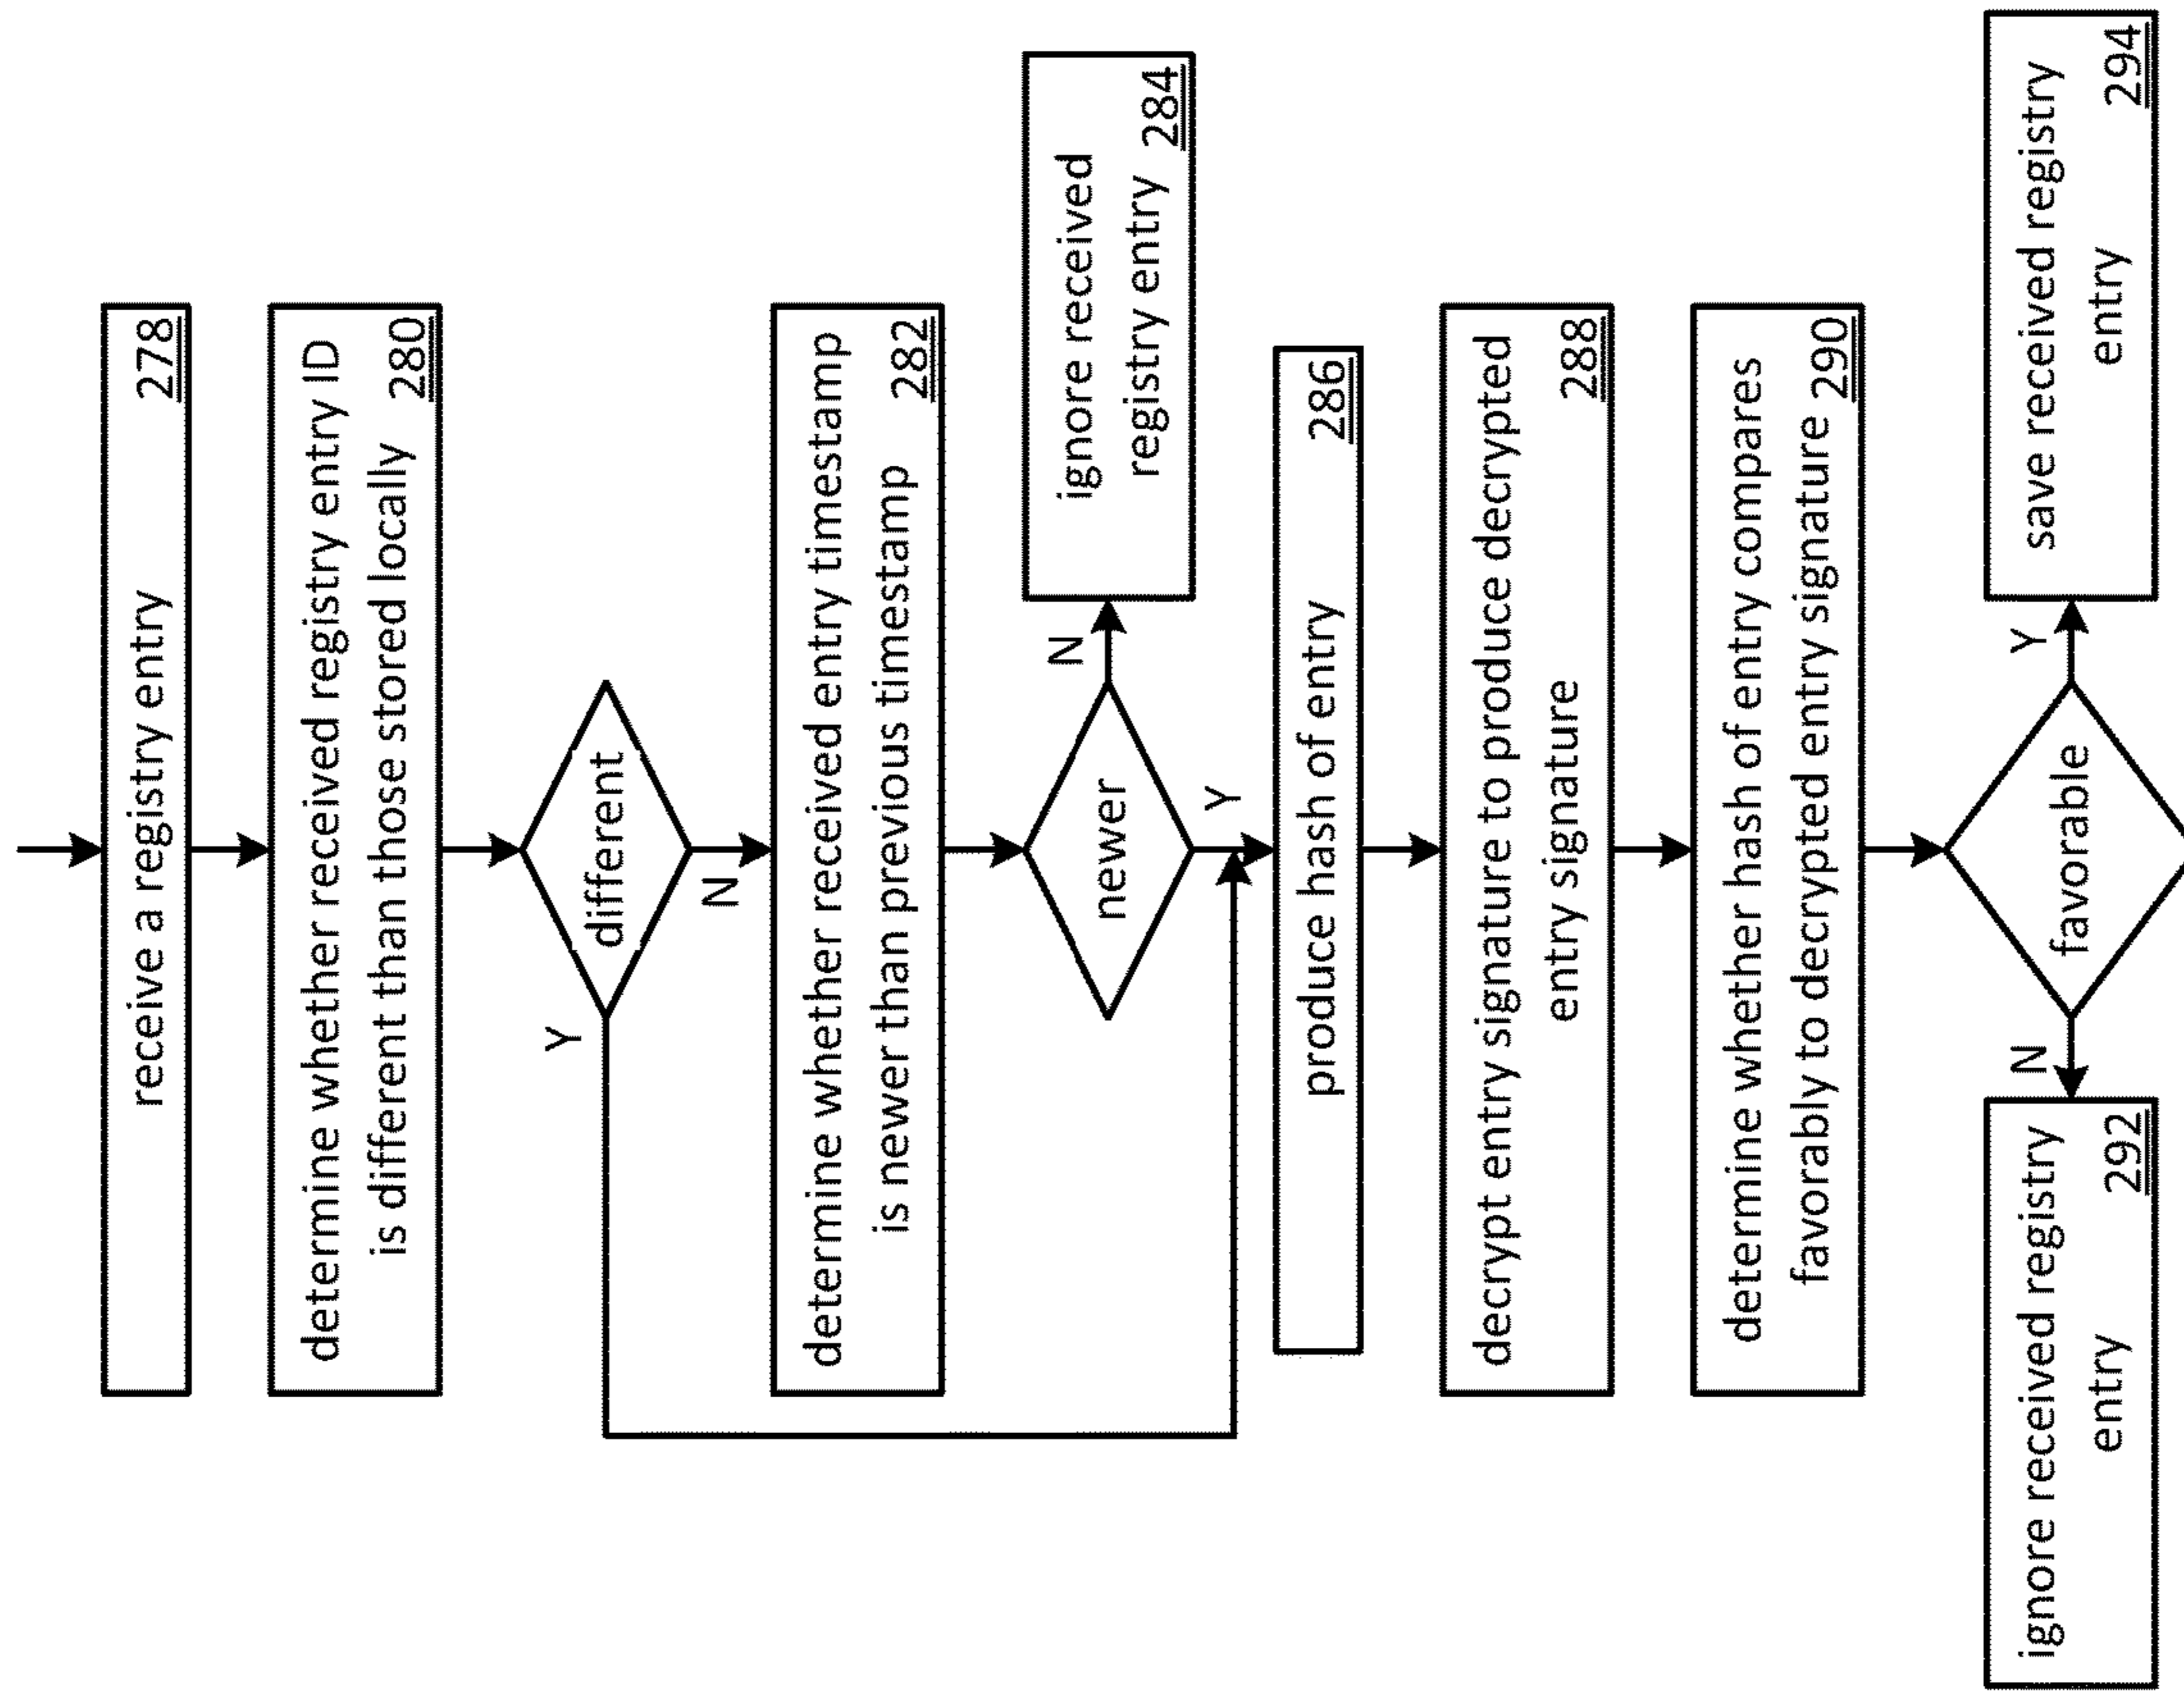 receive a registry entry 278
determine whether received registry entry ID
is different than those stored locally 280
different
Y
N
determine whether received entry timestamp
is newer than previous timestamp 282
newer
N
ignore received
registry entry 284
Y
produce hash of entry 286
decrypt entry signature to produce decrypted
entry signature 288
determine whether hash of entry compares
favorably to decrypted entry signature 290
favorable
N
Y
ignore received registry
entry 292
save received registry
entry 294